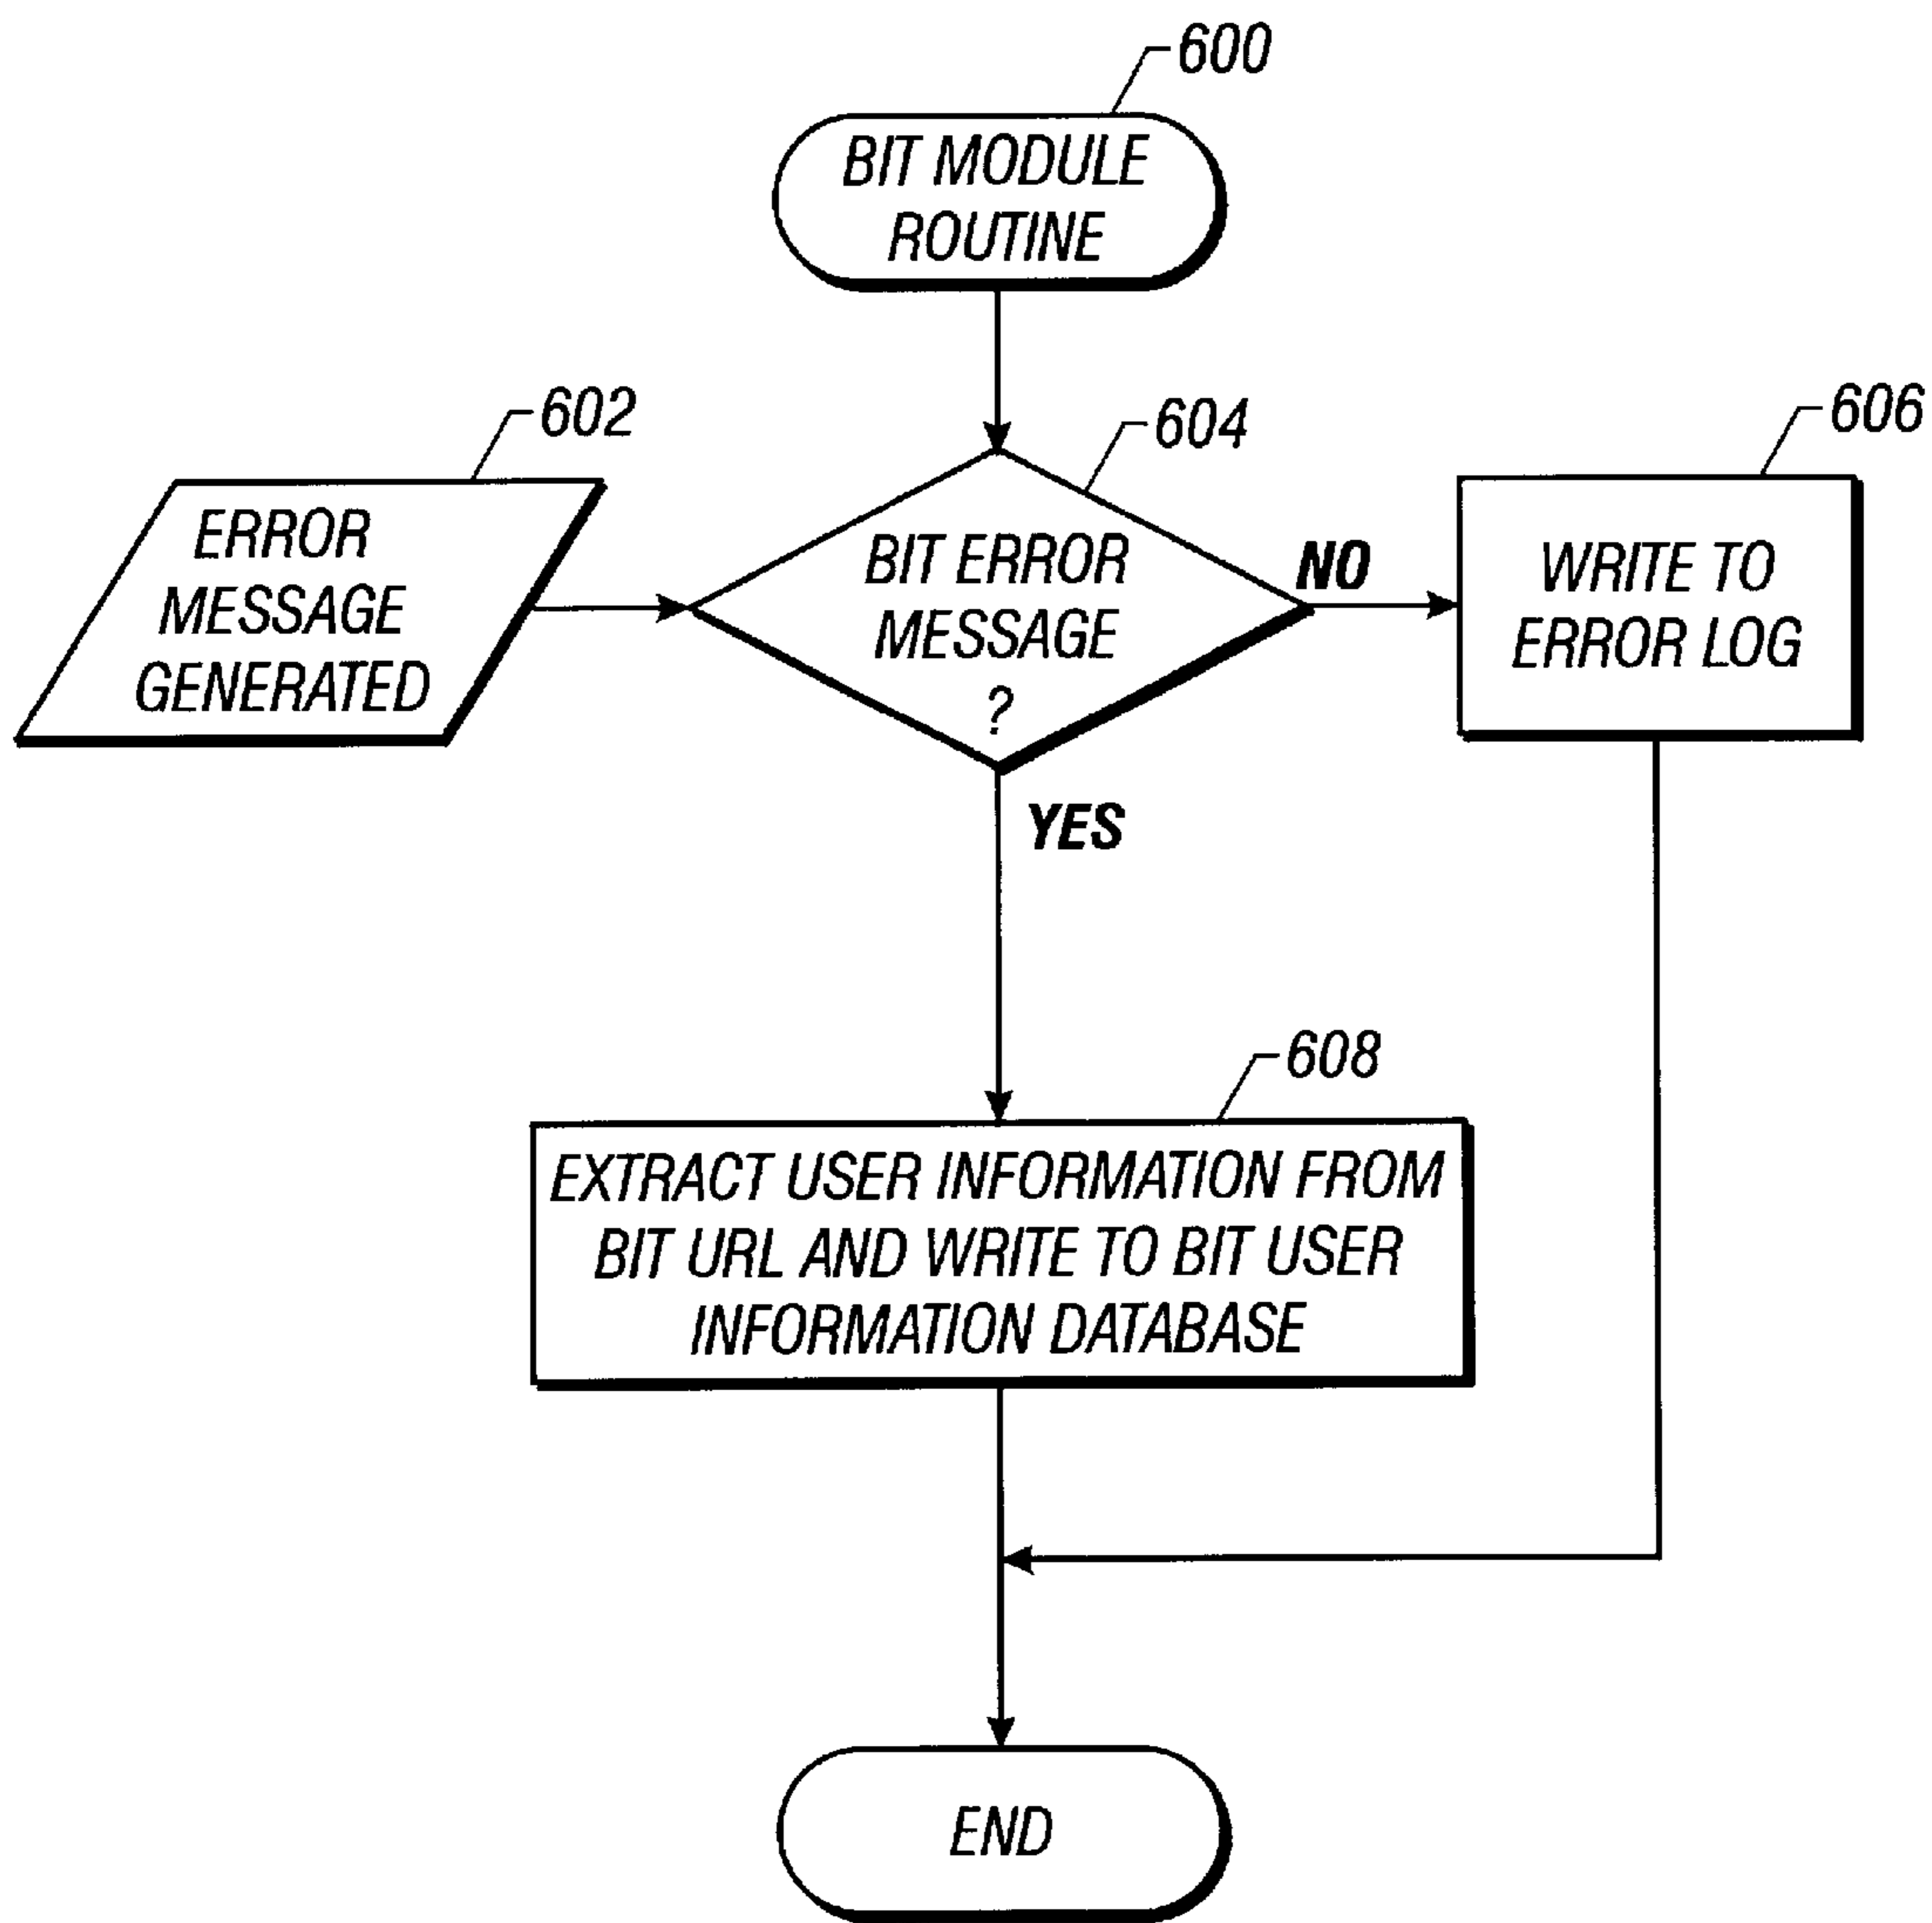 600
BIT MODULE
ROUTINE
602
ERROR
MESSAGE
GENERATED
604
BIT ERROR
MESSAGE
?
NO
606
WRITE TO
ERROR LOG
YES
608
EXTRACT USER INFORMATION FROM
BIT URL AND WRITE TO BIT USER
INFORMATION DATABASE
END